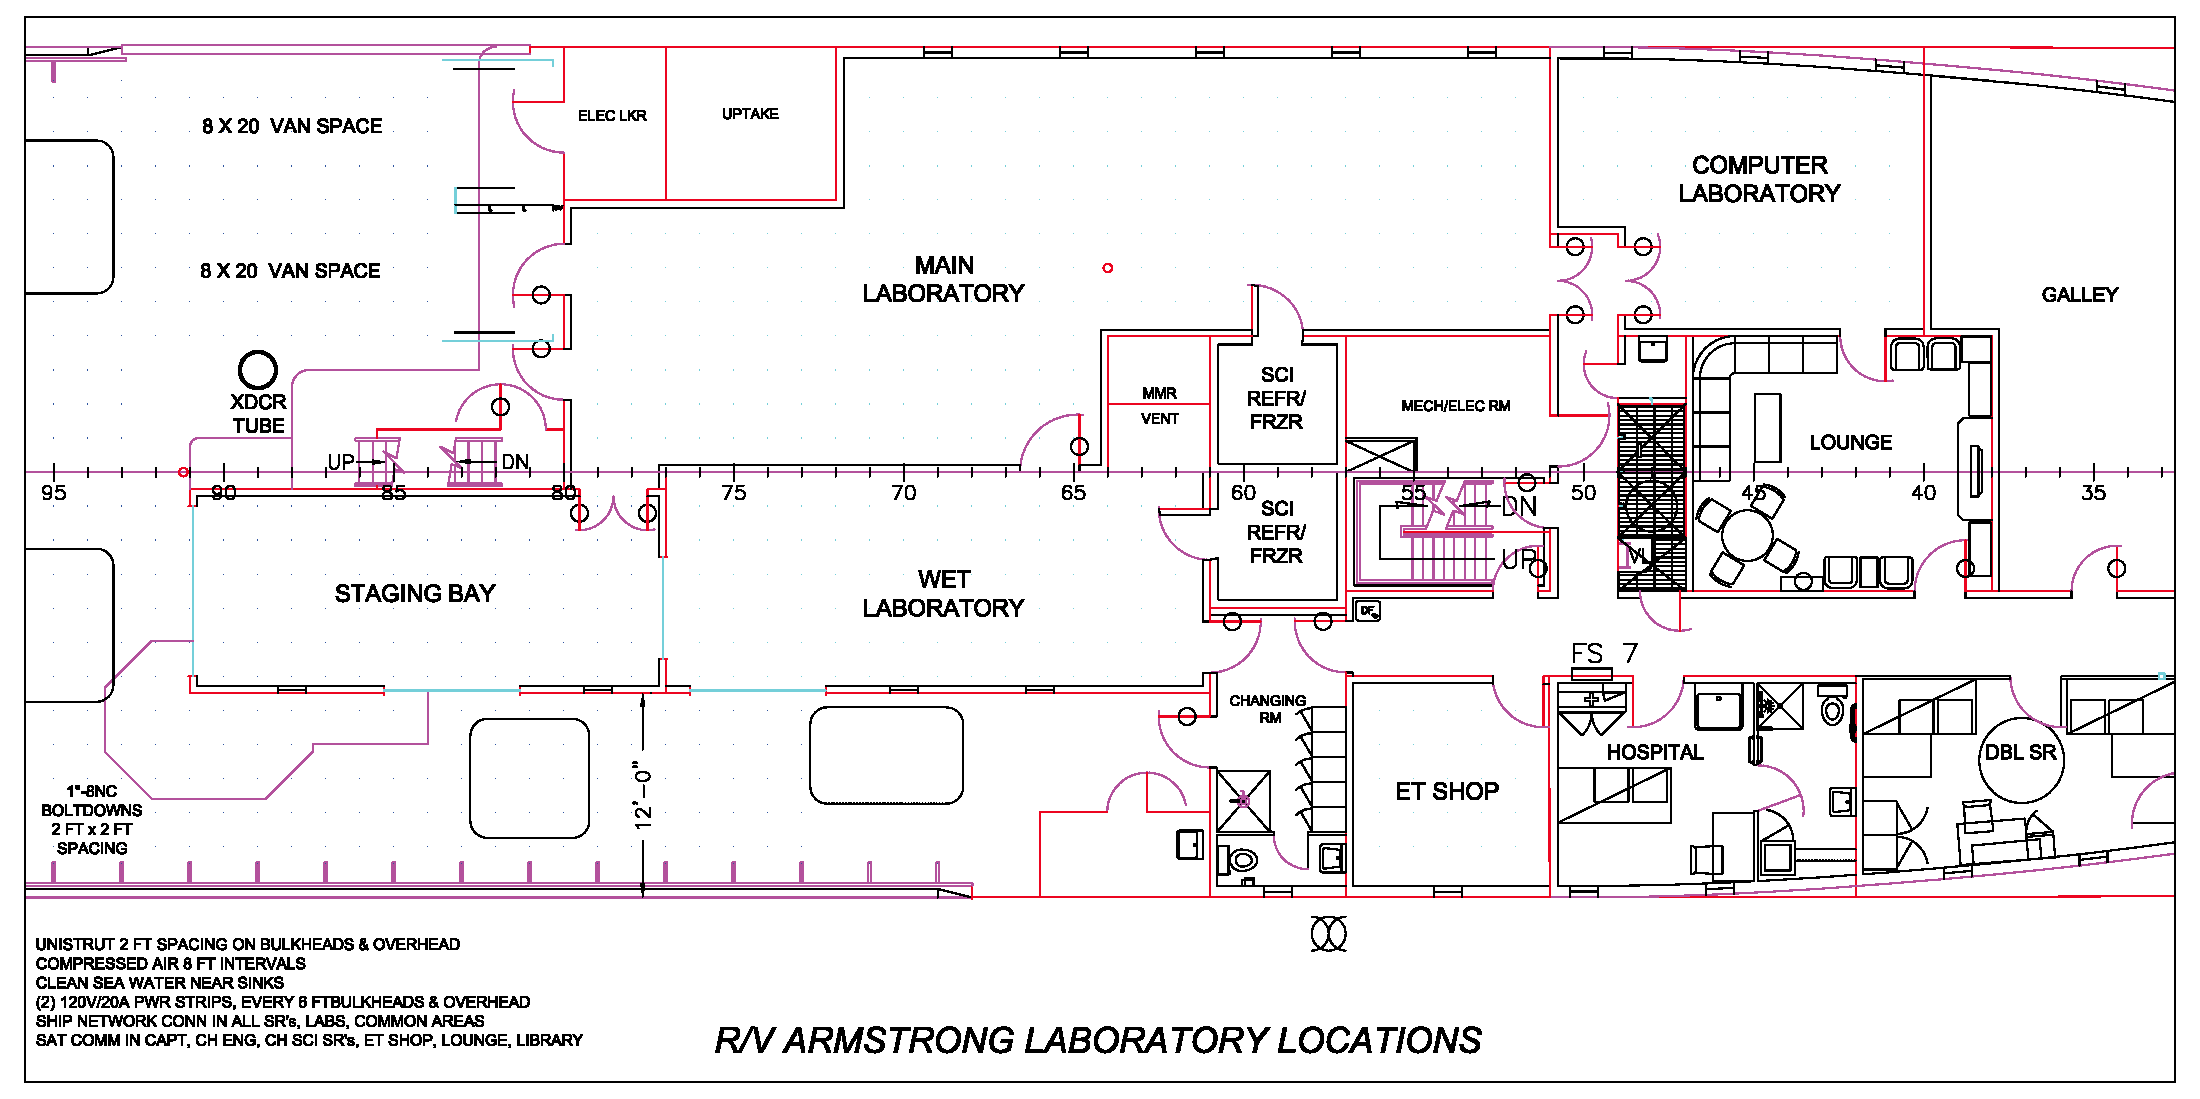 8 X 20 VAN SPACE
ELEC LKR
UPTAKE
COMPUTER
LABORATORY
8 X 20 VAN SPACE
MAIN
LABORATORY
GALLEY
XDCR
TUBE
MMR
VENT
SCI
REFR/
FRZR
MECH/ELEC RM
LOUNGE
UP
DN
95
90
85
80
75
70
65
60
55
50
45
40
35
DN
UP
SCI
REFR/
FRZR
VL
STAGING BAY
WET
LABORATORY
DF
FS 7
CHANGING
RM
HOSPITAL
DBL SR
ET SHOP
12'-0"
1"-8NC
BOLTDOWNS
2 FT x 2 FT
SPACING
UNISTRUT 2 FT SPACING ON BULKHEADS & OVERHEAD
COMPRESSED AIR 8 FT INTERVALS
CLEAN SEA WATER NEAR SINKS
(2) 120V/20A PWR STRIPS, EVERY 6 FTBULKHEADS & OVERHEAD
SHIP NETWORK CONN IN ALL SR's, LABS, COMMON AREAS
SAT COMM IN CAPT, CH ENG, CH SCI SR's, ET SHOP, LOUNGE, LIBRARY
R/V ARMSTRONG LABORATORY LOCATIONS